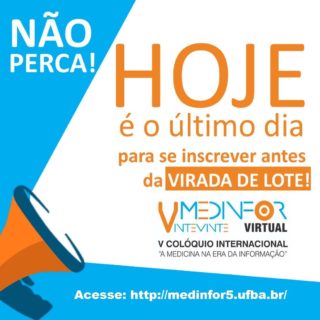 NÃO
PERCA!
HOJE
é o último dia
para se inscrever antes
da VIRADA DE LOTE!
V MEDINFOR
VINTEVINTE VIRTUAL
V COLÓQUIO INTERNACIONAL
"A MEDICINA NA ERA DA INFORMAÇÃO"
Acesse: http://medinfor5.ufba.br/